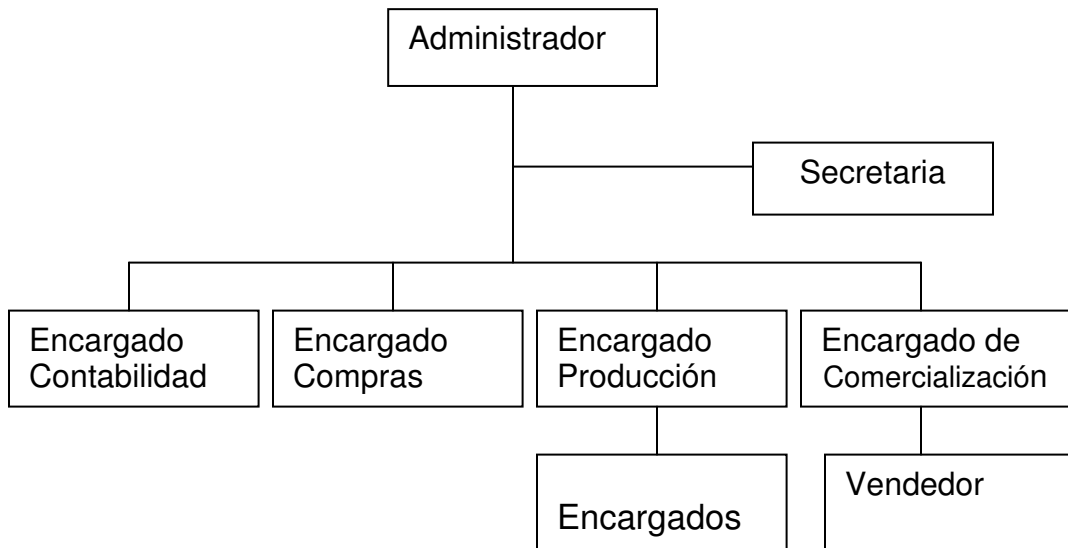 Administrador
Secretaria
Encargado
Contabilidad
Encargado
Compras
Encargado
Producción
Encargado de
Comercialización
Encargados
Vendedor